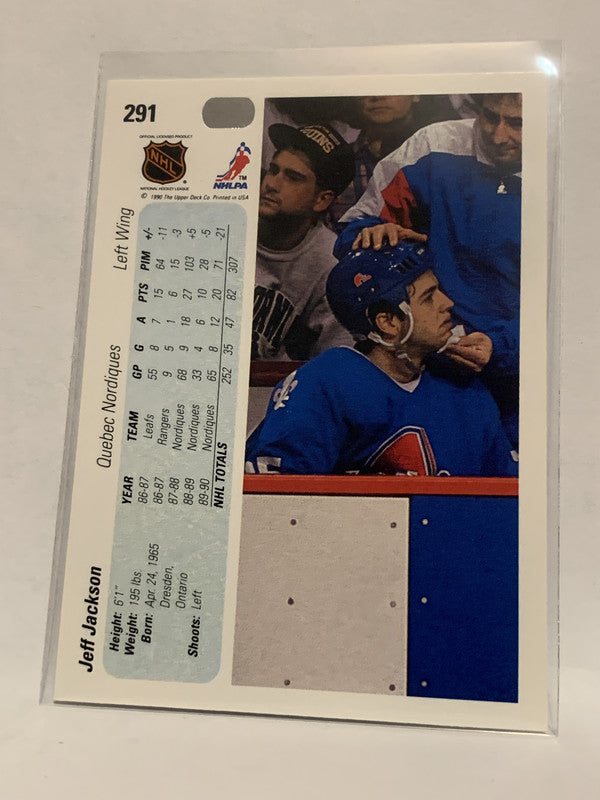 291
OFFICIAL LICENSED PRODUCT
NHL
®
NATIONAL HOCKEY LEAGUE
TM
NHLPA
© 1990 The Upper Deck Co. Printed in USA
Jeff Jackson Quebec Nordiques Left Wing
Height: 6'1"
Weight: 195 lbs.
Born: Apr. 24, 1965
Dresden,
Ontario
Shoots: Left
YEAR TEAM GP G A PTS PIM +/-
86-87 Leafs 55 8 7 15 64 -11
86-87 Rangers 9 5 1 6 15 -3
87-88 Nordiques 68 9 18 27 103 +5
88-89 Nordiques 33 4 6 10 28 -5
89-90 Nordiques 65 8 12 20 71 -21
NHL TOTALS 252 35 47 82 307